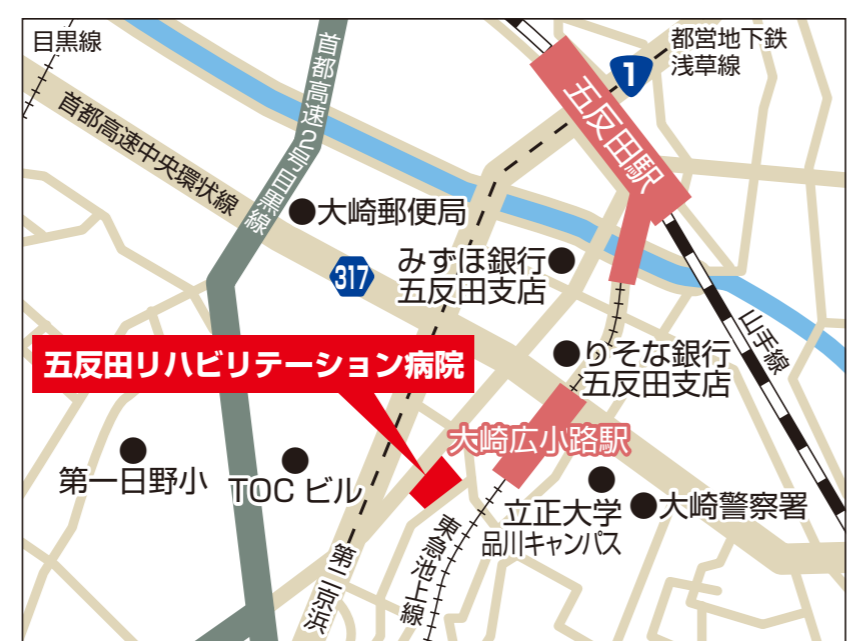 目黒線
首都高速2号目黒線
都営地下鉄
浅草線
1
五反田駅
首都高速中央環状線
大崎郵便局
317
みずほ銀行
五反田支店
山手線
りそな銀行
五反田支店
五反田リハビリテーション病院
大崎広小路駅
第一日野小
TOC ビル
立正大学
品川キャンパス
大崎警察署
東急池上線
第二京浜